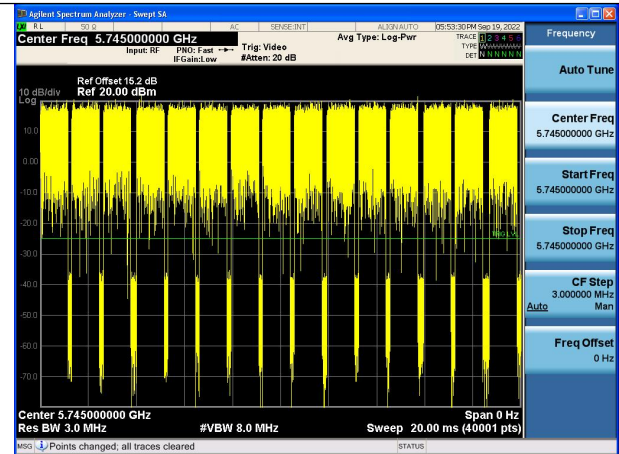 Agilent Spectrum Analyzer - Swept SA
RL 50 Ω AC SENSE:INT ALIGNAUTO 05:53:30 PM Sep 19, 2022
Center Freq 5.745000000 GHz Avg Type: Log-Pwr TRACE 1 2 3 4 5 6
Input: RF PNO: Fast Trig: Video TYPE
IFGain:Low #Atten: 20 dB DET N N N N N N
Ref Offset 15.2 dB
10 dB/div Ref 20.00 dBm
Log
10.0
0.00
-10.0
-20.0
TRIG LVL
-30.0
-40.0
-50.0
-60.0
-70.0
Center 5.745000000 GHz Span 0 Hz
Res BW 3.0 MHz #VBW 8.0 MHz Sweep 20.00 ms (40001 pts)
MSG Points changed; all traces cleared STATUS
Frequency
Auto Tune
Center Freq
5.745000000 GHz
Start Freq
5.745000000 GHz
Stop Freq
5.745000000 GHz
CF Step
3.000000 MHz
Auto Man
Freq Offset
0 Hz